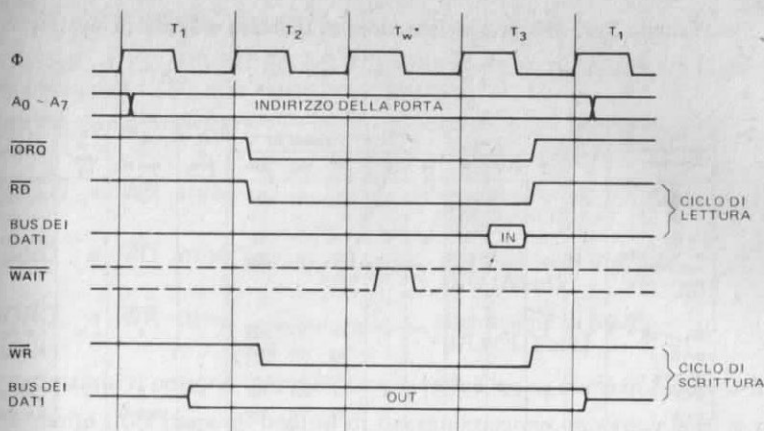 T1 T2 Tw* T3 T1
Φ
A0 ~ A7 INDIRIZZO DELLA PORTA
IORQ
RD
CICLO DI
LETTURA
BUS DEI
DATI
IN
WAIT
WR
CICLO DI
SCRITTURA
BUS DEI
DATI
OUT